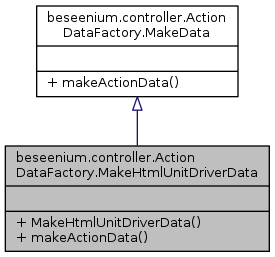 beseenium.controller.Action
DataFactory.MakeData
+ makeActionData()
beseenium.controller.Action
DataFactory.MakeHtmlUnitDriverData
+ MakeHtmlUnitDriverData()
+ makeActionData()